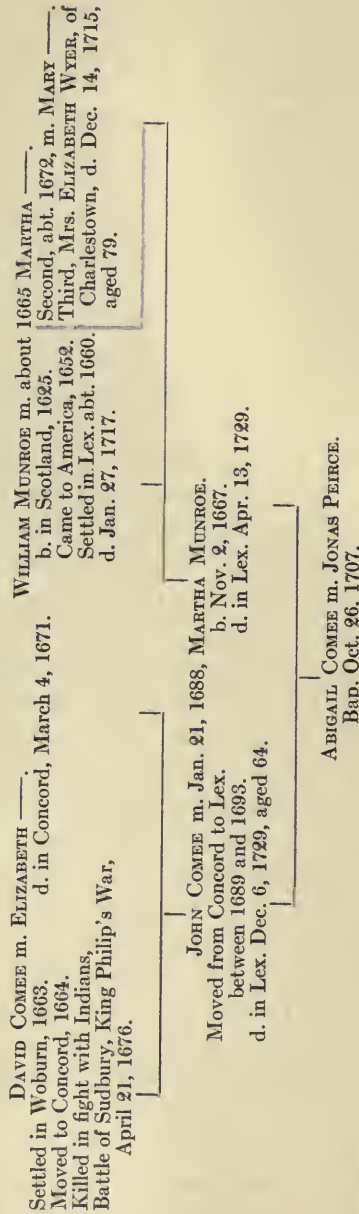 DAVID COMEE m. ELIZABETH ——.
Settled in Woburn, 1663. d. in Concord, March 4, 1671.
Moved to Concord, 1664.
Killed in fight with Indians,
Battle of Sudbury, King Philip's War,
April 21, 1676.
WILLIAM MUNROE m. about 1665 MARTHA ——.
b. in Scotland, 1625. Second, abt. 1672, m. MARY ——.
Came to America, 1652. Third, Mrs. ELIZABETH WYER, of
Settled in Lex. abt. 1660. Charlestown, d. Dec. 14, 1715,
d. Jan. 27, 1717. aged 79.
JOHN COMEE m. Jan. 21, 1688, MARTHA MUNROE.
Moved from Concord to Lex. b. Nov. 2, 1667.
between 1689 and 1693. d. in Lex. Apr. 13, 1729.
d. in Lex. Dec. 6, 1729, aged 64.
ABIGAIL COMEE m. JONAS PEIRCE.
Bap. Oct. 26, 1707.